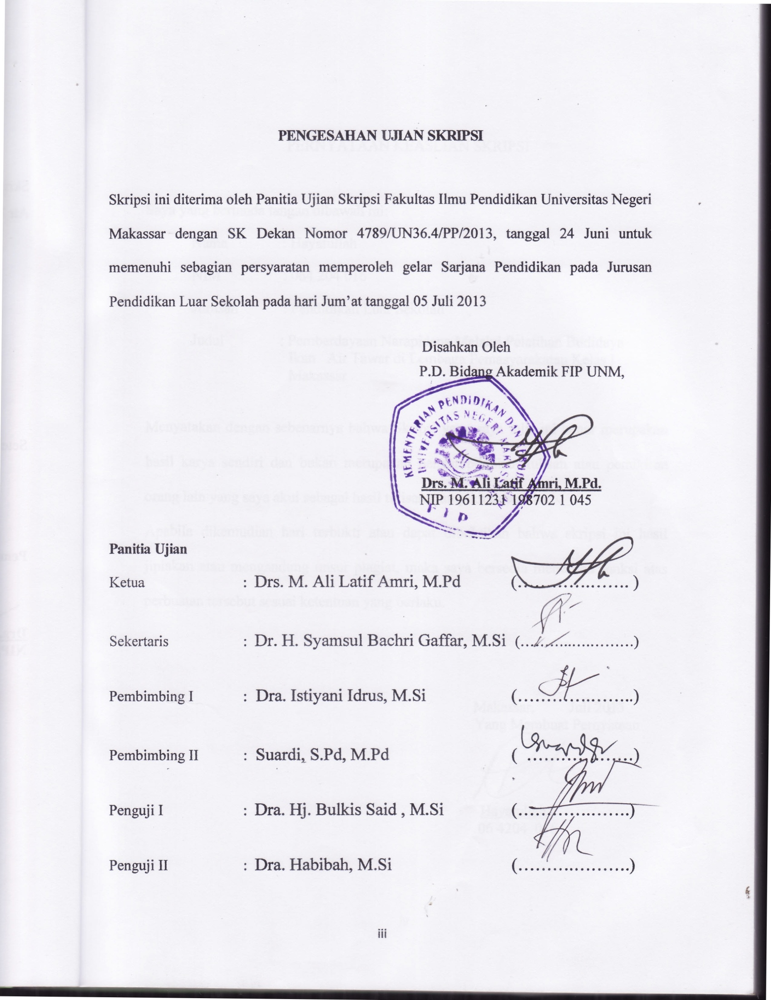 PENGESAHAN UJIAN SKRIPSI
Skripsi ini diterima oleh Panitia Ujian Skripsi Fakultas Ilmu Pendidikan Universitas Negeri
Makassar dengan SK Dekan Nomor 4789/UN36.4/PP/2013, tanggal 24 Juni untuk
memenuhi sebagian persyaratan memperoleh gelar Sarjana Pendidikan pada Jurusan
Pendidikan Luar Sekolah pada hari Jum'at tanggal 05 Juli 2013
Disahkan Oleh
P.D. Bidang Akademik FIP UNM,
KEMENTERIAN PENDIDIKAN DAN
UNIVERSITAS NEGERI MAKASSAR
Drs. M. Ali Latif Amri, M.Pd.
NIP 19611231 198702 1 045
FIP
Panitia Ujian
Ketua : Drs. M. Ali Latif Amri, M.Pd (.....................)
Sekertaris : Dr. H. Syamsul Bachri Gaffar, M.Si (.......................)
Pembimbing I : Dra. Istiyani Idrus, M.Si (.......................)
Pembimbing II : Suardi, S.Pd, M.Pd ( .....................)
Penguji I : Dra. Hj. Bulkis Said , M.Si (......................)
Penguji II : Dra. Habibah, M.Si (......................)
iii